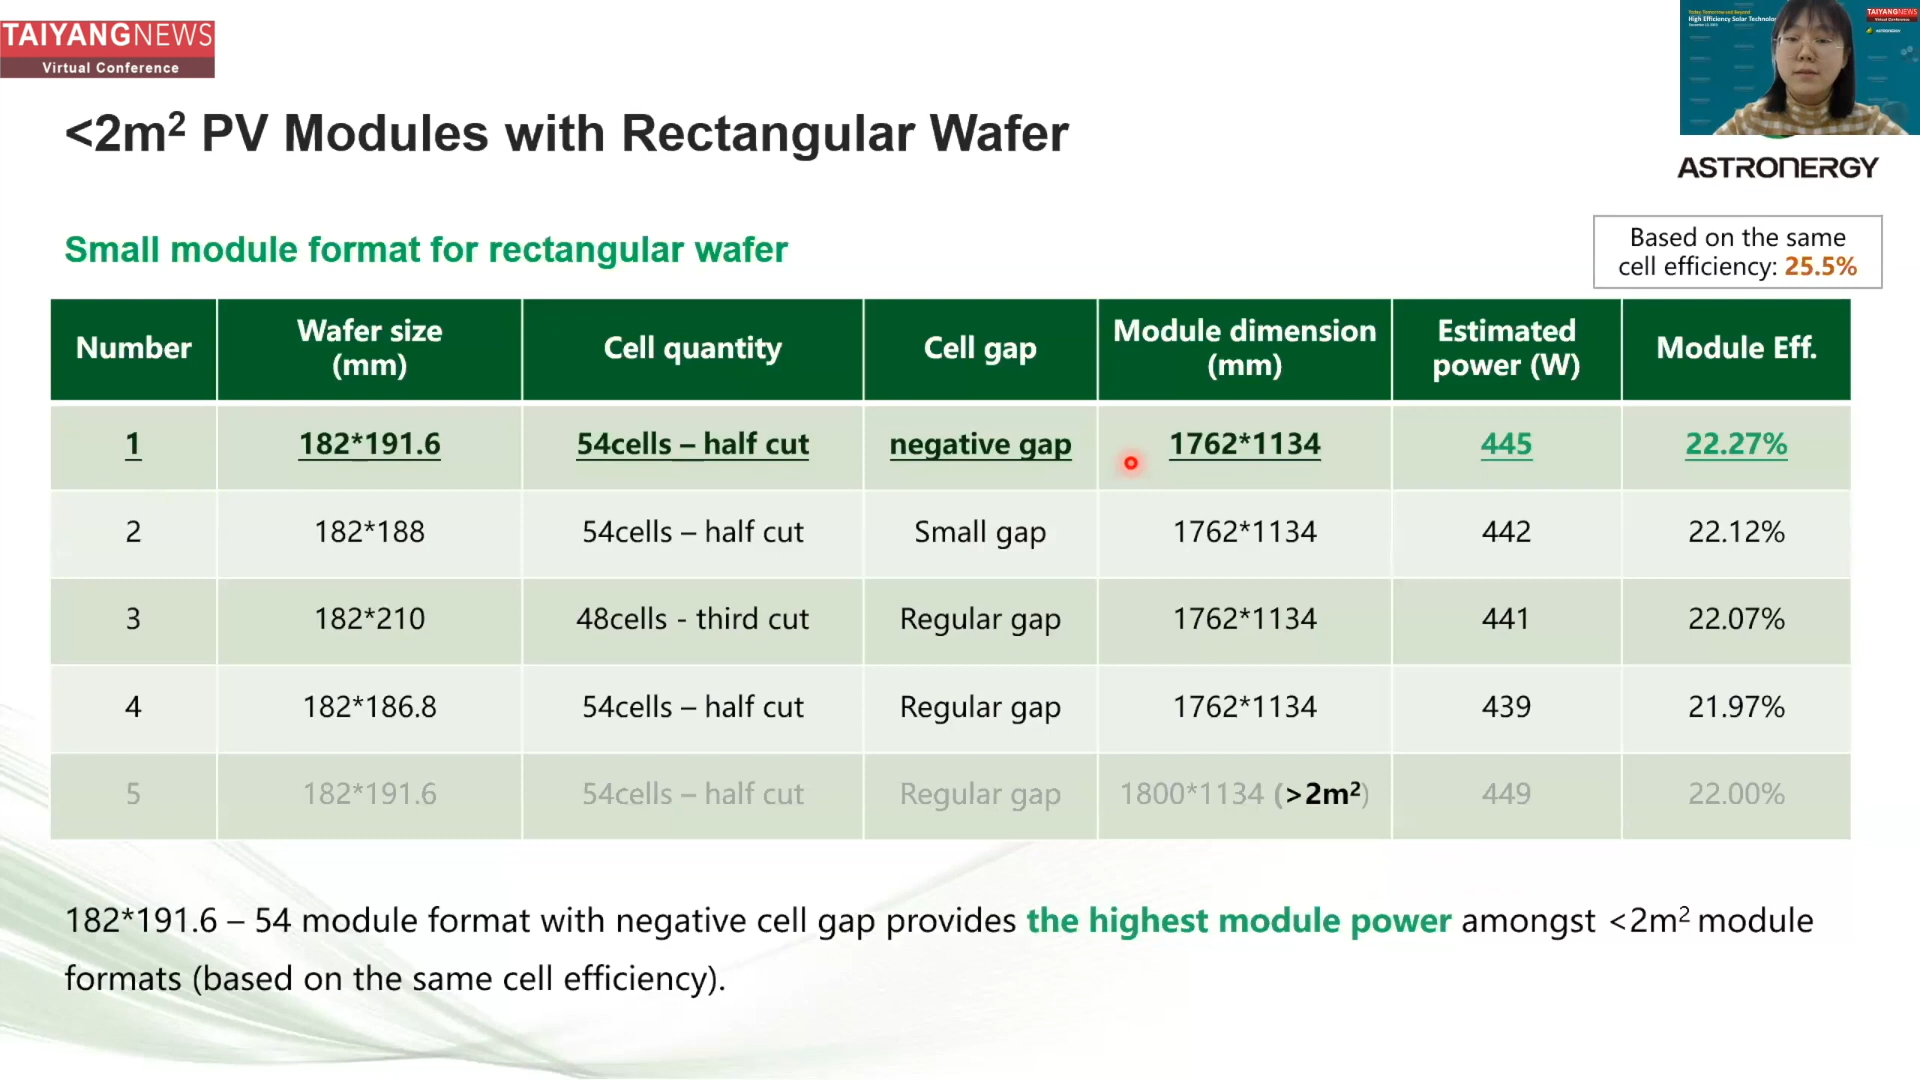 TAIYANGNEWS
Virtual Conference
High Efficiency Solar
TAIYANGNEWS
<2m² PV Modules with Rectangular Wafer
ASTRONERGY
Small module format for rectangular wafer
Based on the same
cell efficiency: 25.5%
Number Wafer size (mm) Cell quantity Cell gap Module dimension (mm) Estimated power (W) Module Eff.
1 182*191.6 54cells – half cut negative gap 1762*1134 445 22.27%
2 182*188 54cells – half cut Small gap 1762*1134 442 22.12%
3 182*210 48cells - third cut Regular gap 1762*1134 441 22.07%
4 182*186.8 54cells – half cut Regular gap 1762*1134 439 21.97%
5 182*191.6 54cells – half cut Regular gap 1800*1134 (>2m²) 449 22.00%
182*191.6 – 54 module format with negative cell gap provides the highest module power amongst <2m² module
formats (based on the same cell efficiency).